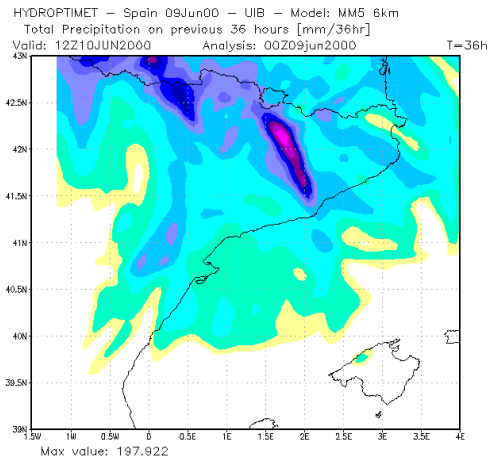 HYDROPTIMET – Spain 09Jun00 – UIB – Model: MM5 6km
Total Precipitation on previous 36 hours [mm/36hr]
Valid: 12Z10JUN2000 Analysis: 00Z09jun2000 T=36h
43N
42.5N
42N
41.5N
41N
40.5N
40N
39.5N
39N
1.5W 1W 0.5W 0 0.5E 1E 1.5E 2E 2.5E 3E 3.5E 4E
Max value: 197.922